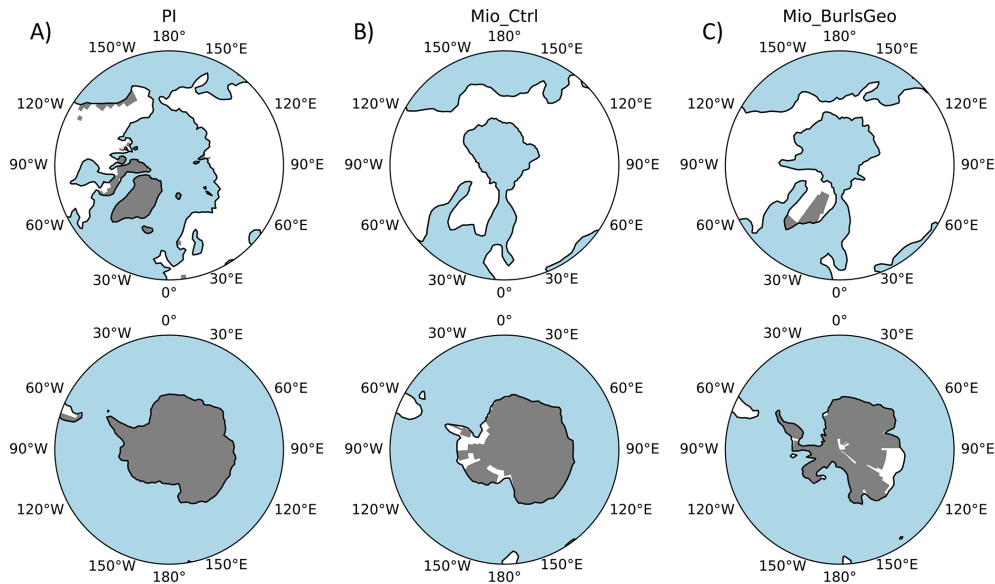 PI Mio_Ctrl Mio_BurlsGeo
A) B) C)
180° 180° 180°
150°W 150°E 150°W 150°E 150°W 150°E
120°W 120°E 120°W 120°E 120°W 120°E
90°W 90°E 90°W 90°E 90°W 90°E
60°W 60°E 60°W 60°E 60°W 60°E
30°W 30°E 30°W 30°E 30°W 30°E
0° 0° 0°
0° 0° 0°
30°W 30°E 30°W 30°E 30°W 30°E
60°W 60°E 60°W 60°E 60°W 60°E
90°W 90°E 90°W 90°E 90°W 90°E
120°W 120°E 120°W 120°E 120°W 120°E
150°W 150°E 150°W 150°E 150°W 150°E
180° 180° 180°